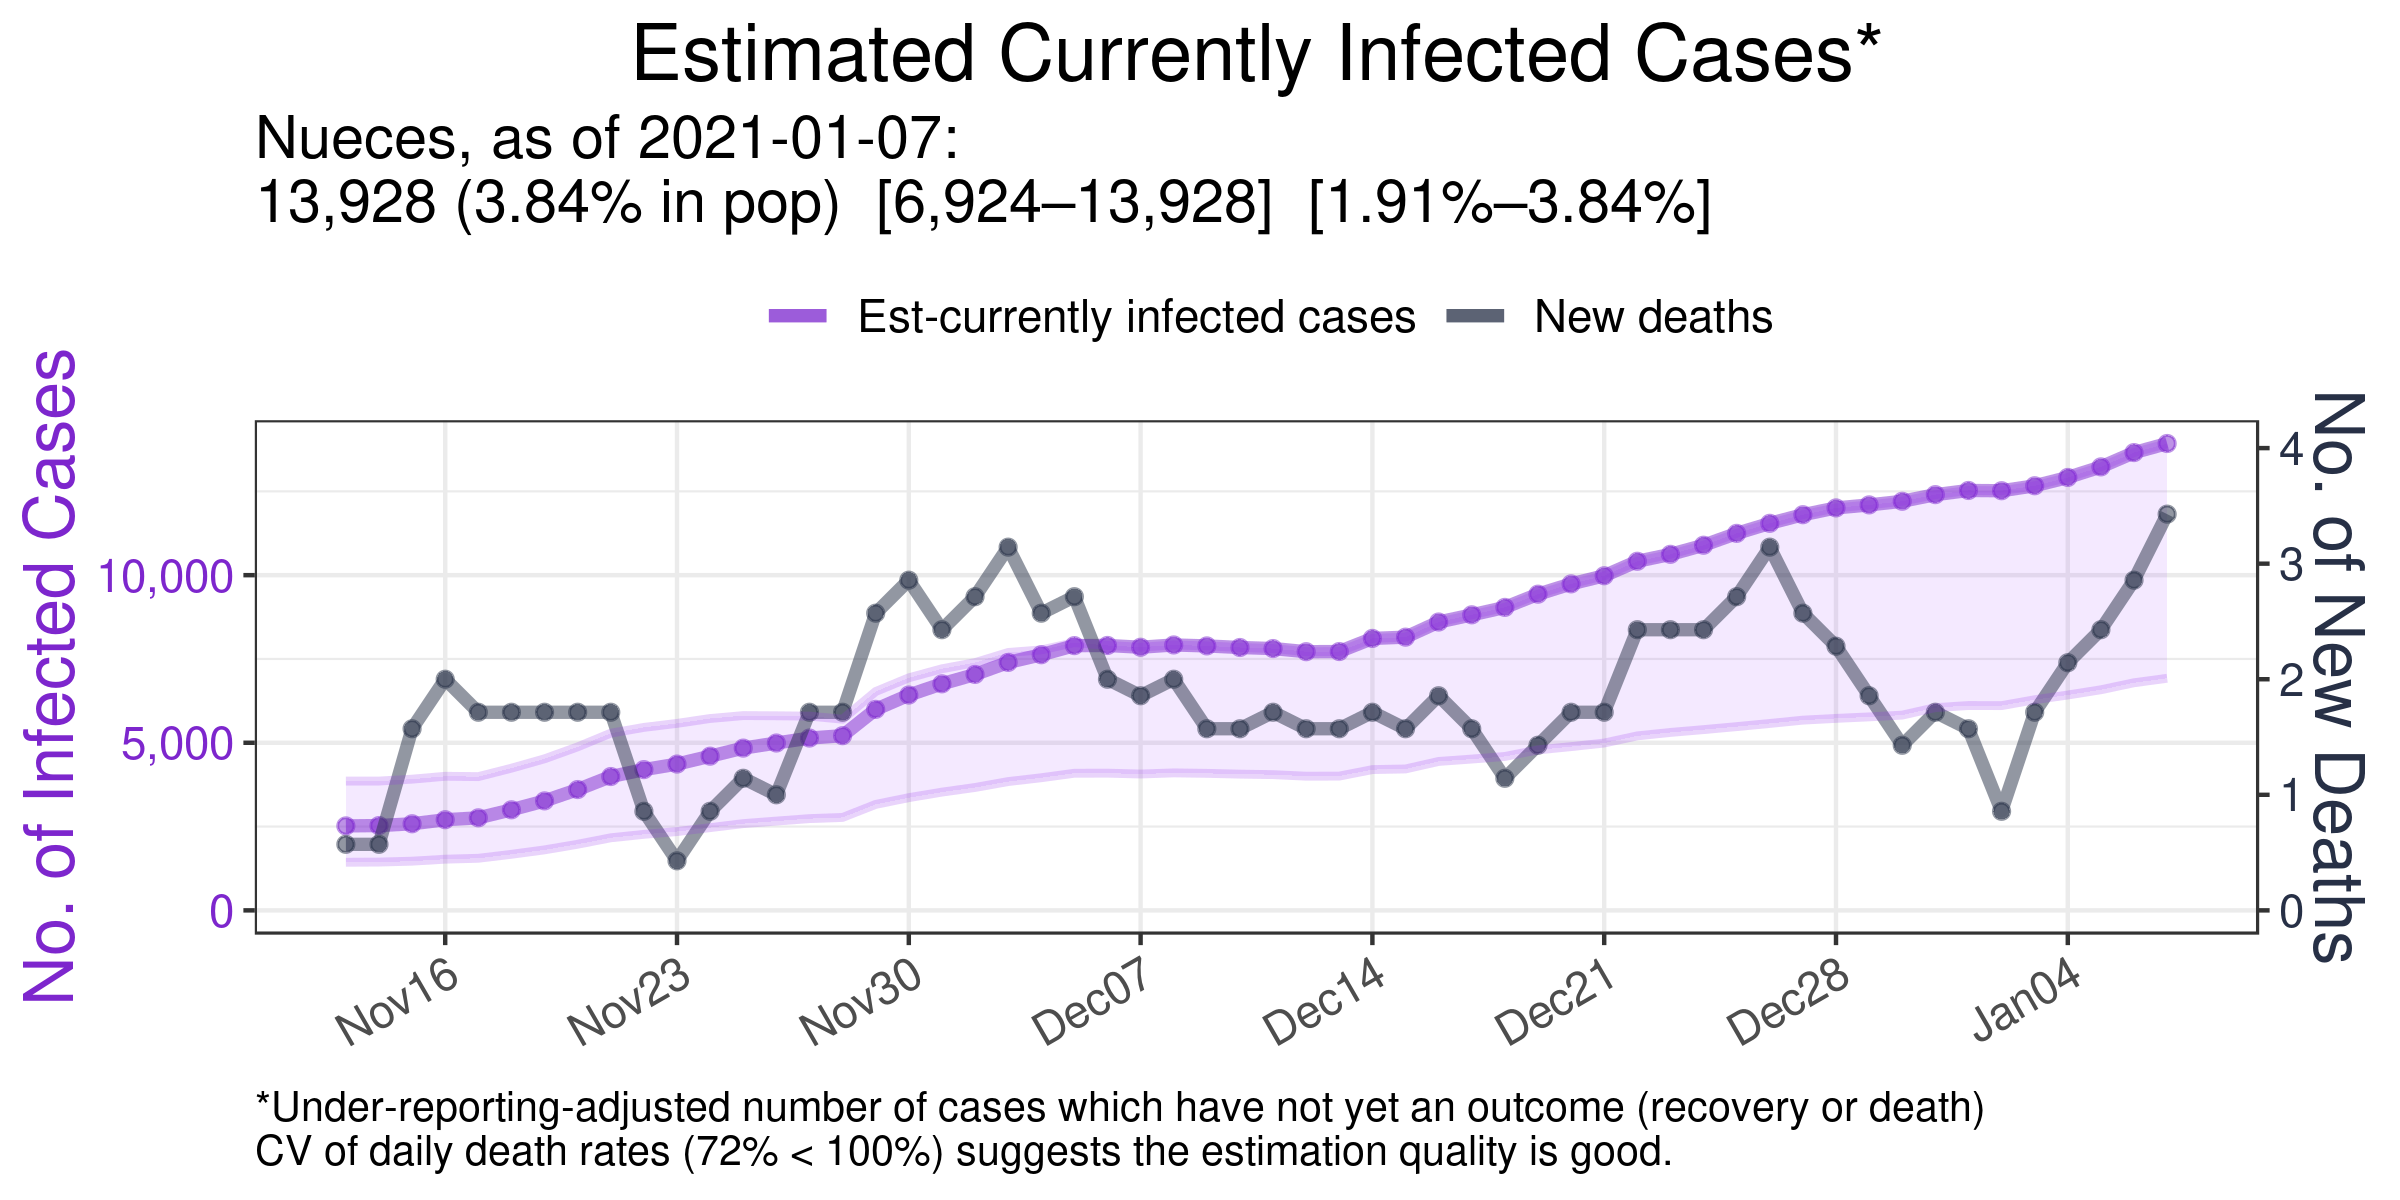 Estimated Currently Infected Cases*
Nueces, as of 2021-01-07:
13,928 (3.84% in pop)  [6,924–13,928]  [1.91%–3.84%]
Est-currently infected cases
New deaths
No. of Infected Cases
10,000
5,000
0
4
3
2
1
0
No. of New Deaths
Nov16
Nov23
Nov30
Dec07
Dec14
Dec21
Dec28
Jan04
*Under-reporting-adjusted number of cases which have not yet an outcome (recovery or death)
CV of daily death rates (72% < 100%) suggests the estimation quality is good.